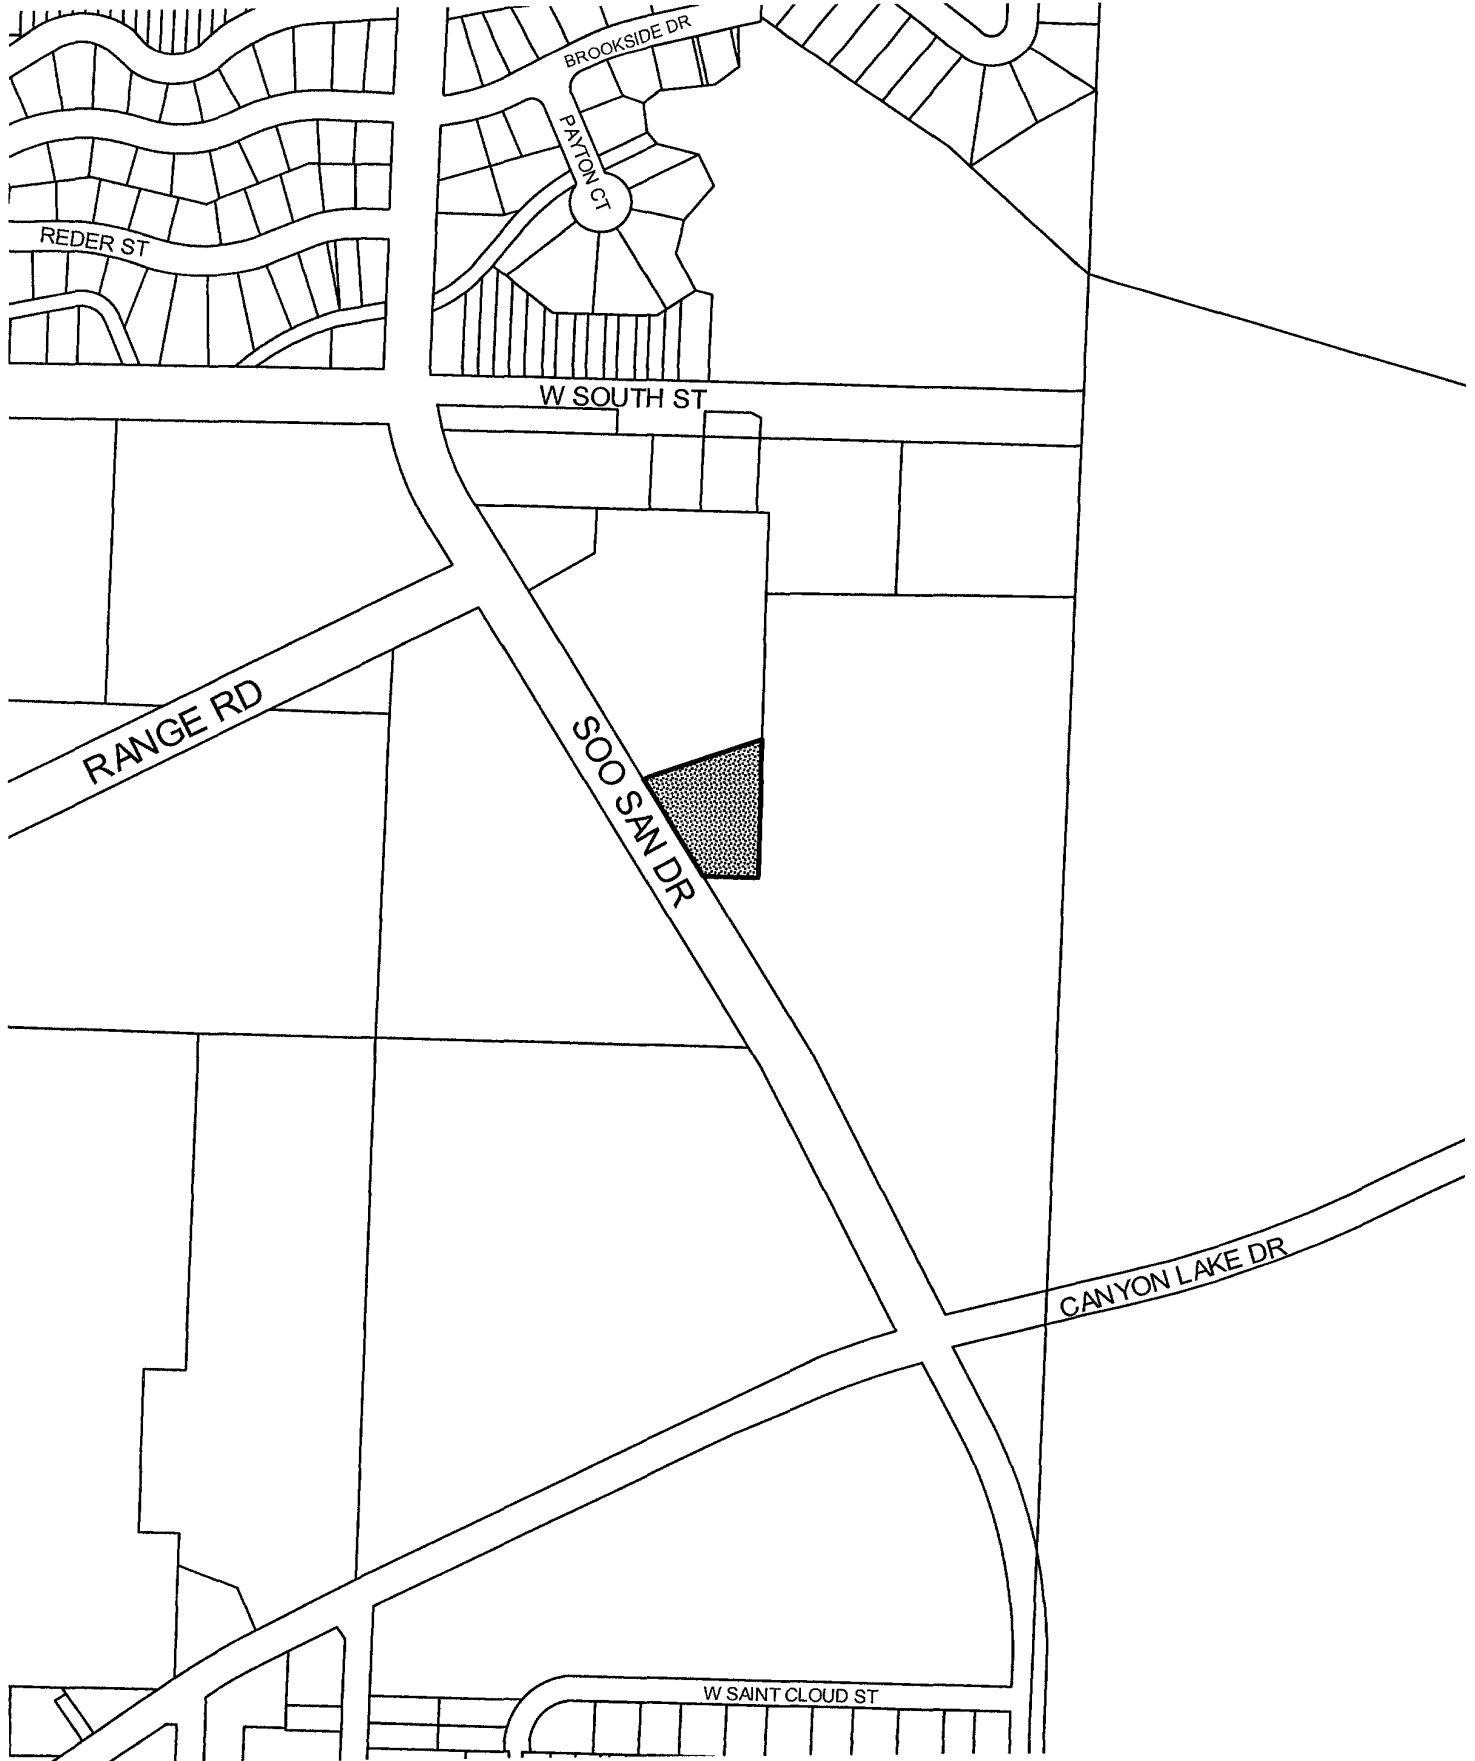 BROOKSIDE DR
PAYTON CT
REDER ST
W SOUTH ST
RANGE RD
SOO SAN DR
CANYON LAKE DR
W SAINT CLOUD ST